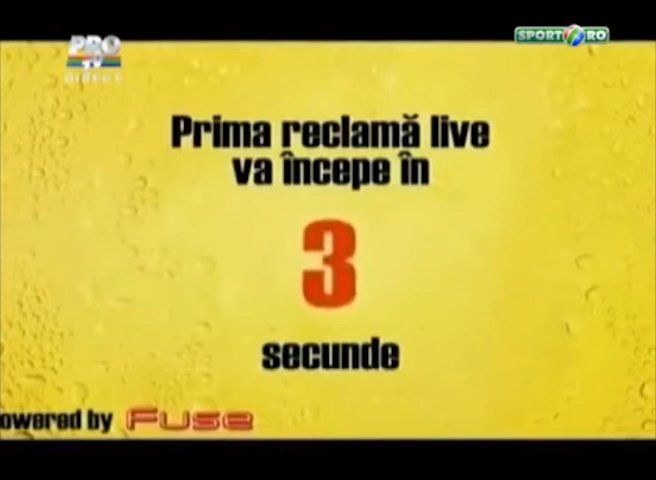 PRO
TV
DIRECT
SPORT.RO
Prima reclamă live
va începe în
3
secunde
owered by Fuse